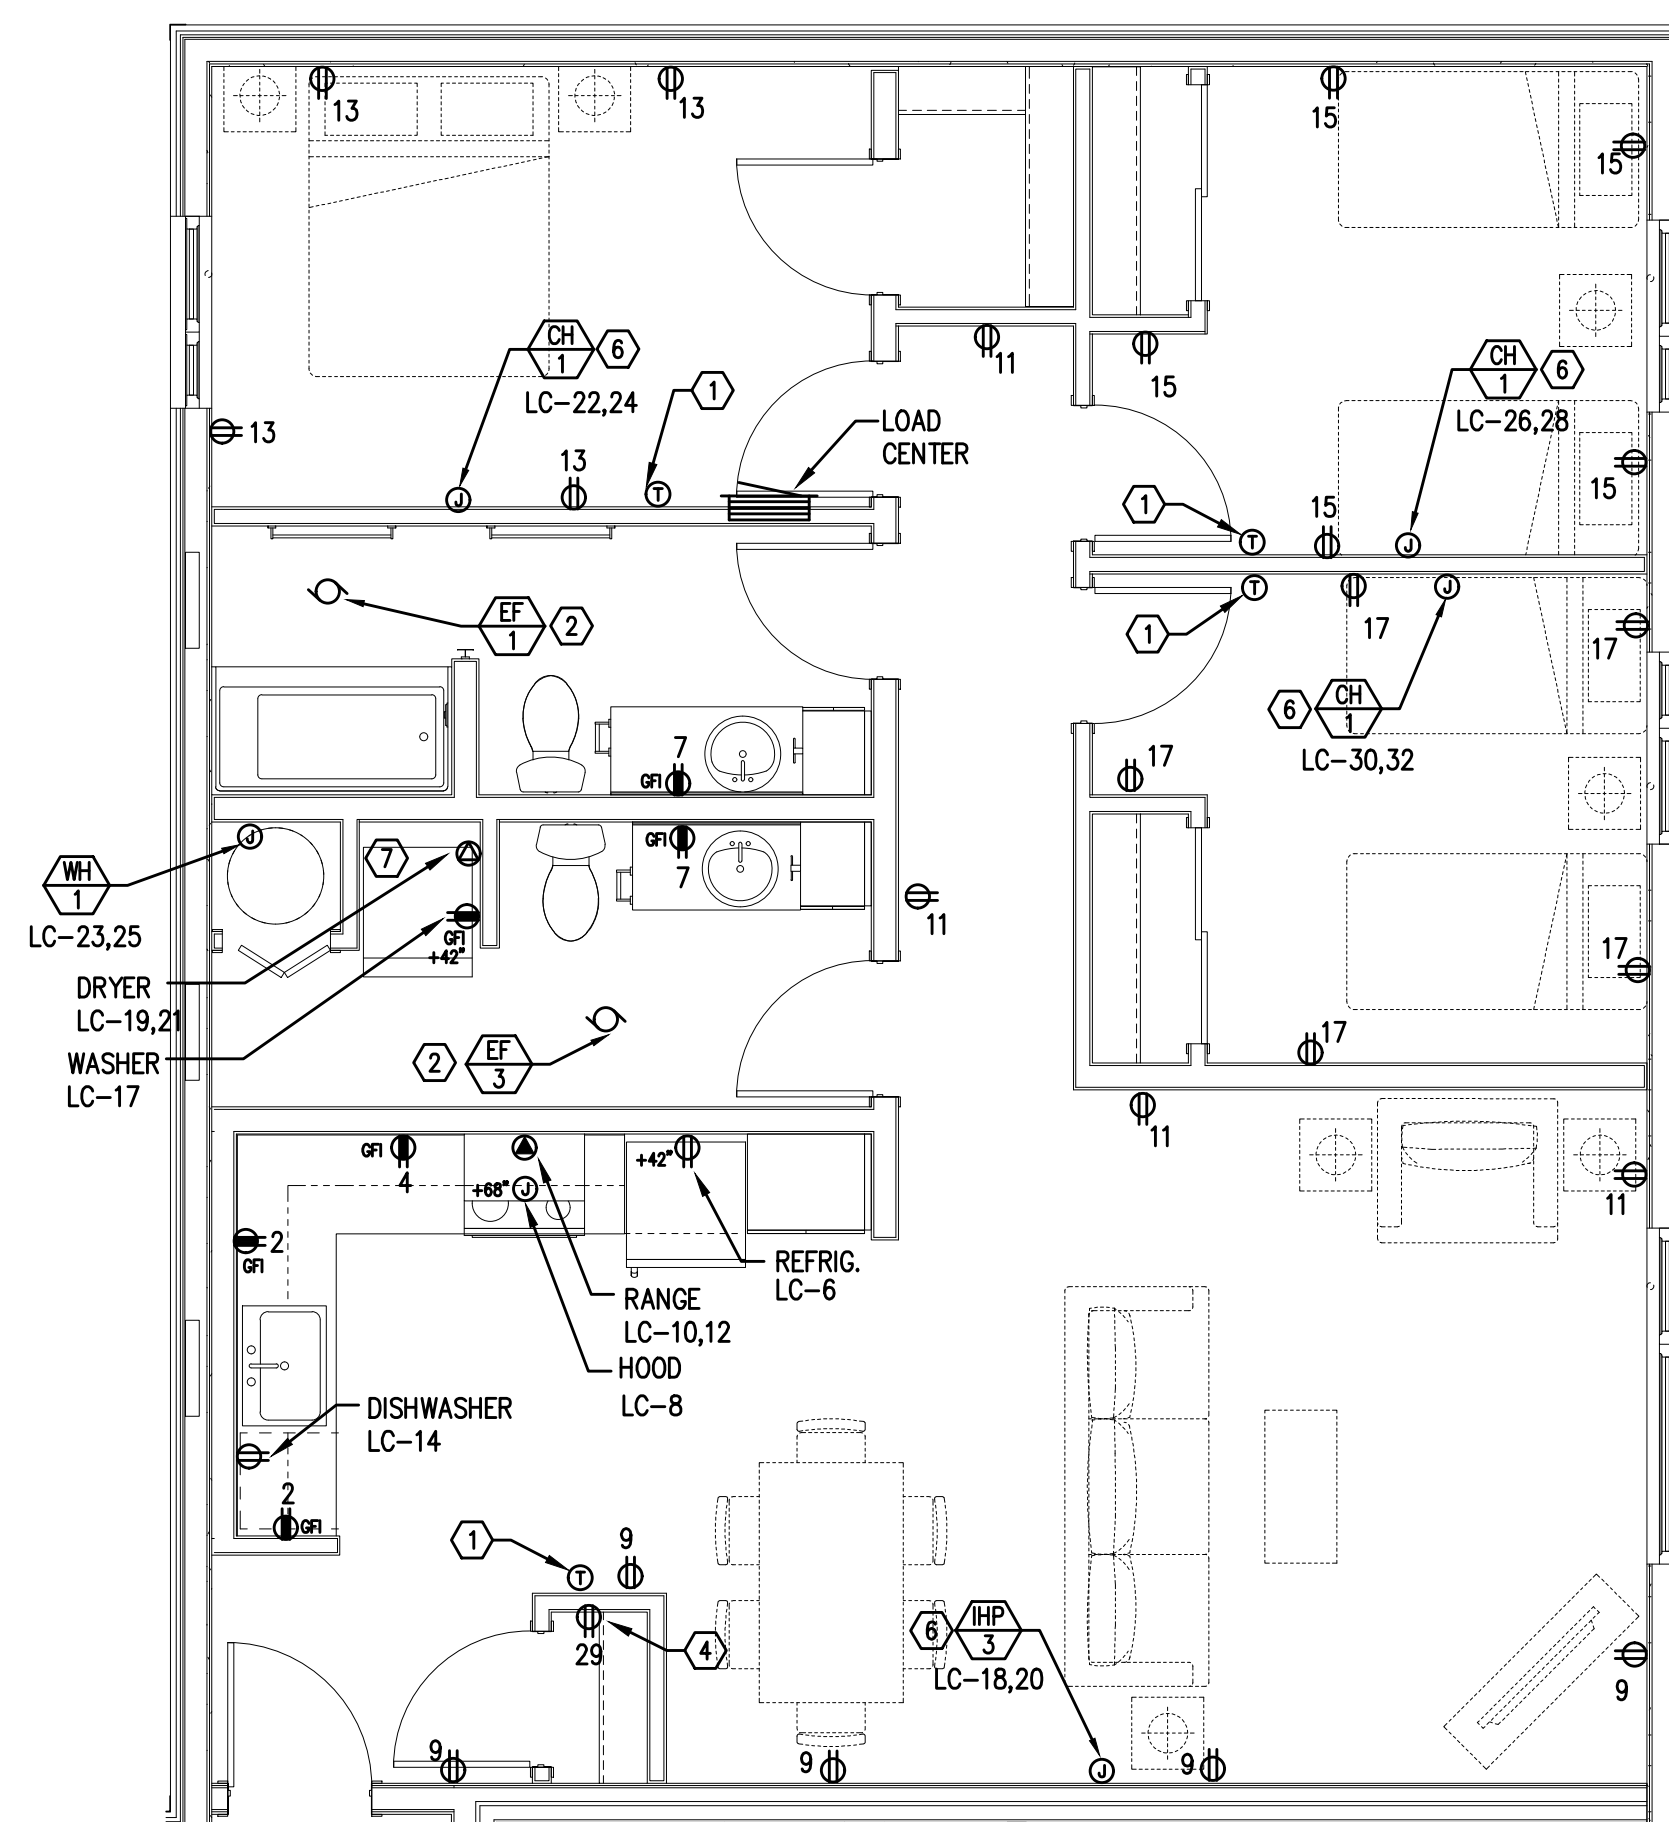 13
13
15
15
CH
1
6
LC-22,24
1
11
15
CH
1
6
LC-26,28
LOAD
CENTER
13
13
J
T
1
15
15
T
J
EF
1
2
T
1
J
17
17
6
CH
1
LC-30,32
17
7
GFI
GFI
7
J
WH
1
LC-23,25
7
GFI
+42"
11
17
DRYER
LC-19,21
WASHER
LC-17
2
EF
3
17
11
11
GFI
4
+68"
J
+42"
2
GFI
REFRIG.
LC-6
RANGE
LC-10,12
HOOD
LC-8
DISHWASHER
LC-14
2
GFI
1
T
9
29
4
6
IHP
3
LC-18,20
9
9
9
J
9